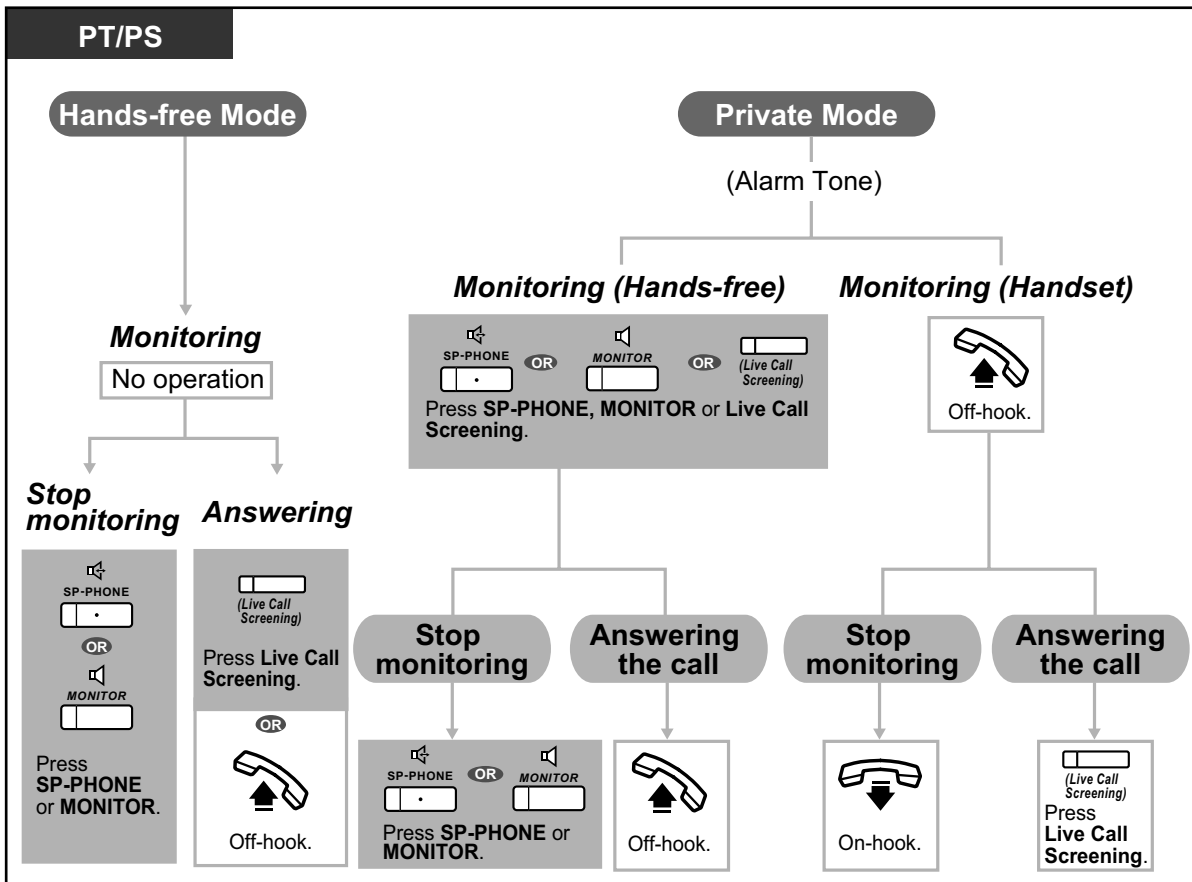 PT/PS
Hands-free Mode
Monitoring
No operation
Stop
monitoring
SP-PHONE
OR
MONITOR
Press
SP-PHONE
or MONITOR.
Answering
(Live Call
Screening)
Press Live Call
Screening.
OR
Off-hook.
Private Mode
(Alarm Tone)
Monitoring (Hands-free)
SP-PHONE
OR
MONITOR
OR
(Live Call
Screening)
Press SP-PHONE, MONITOR or Live Call
Screening.
Stop
monitoring
SP-PHONE
OR
MONITOR
Press SP-PHONE or
MONITOR.
Answering
the call
Off-hook.
Monitoring (Handset)
Off-hook.
Stop
monitoring
On-hook.
Answering
the call
(Live Call
Screening)
Press
Live Call
Screening.